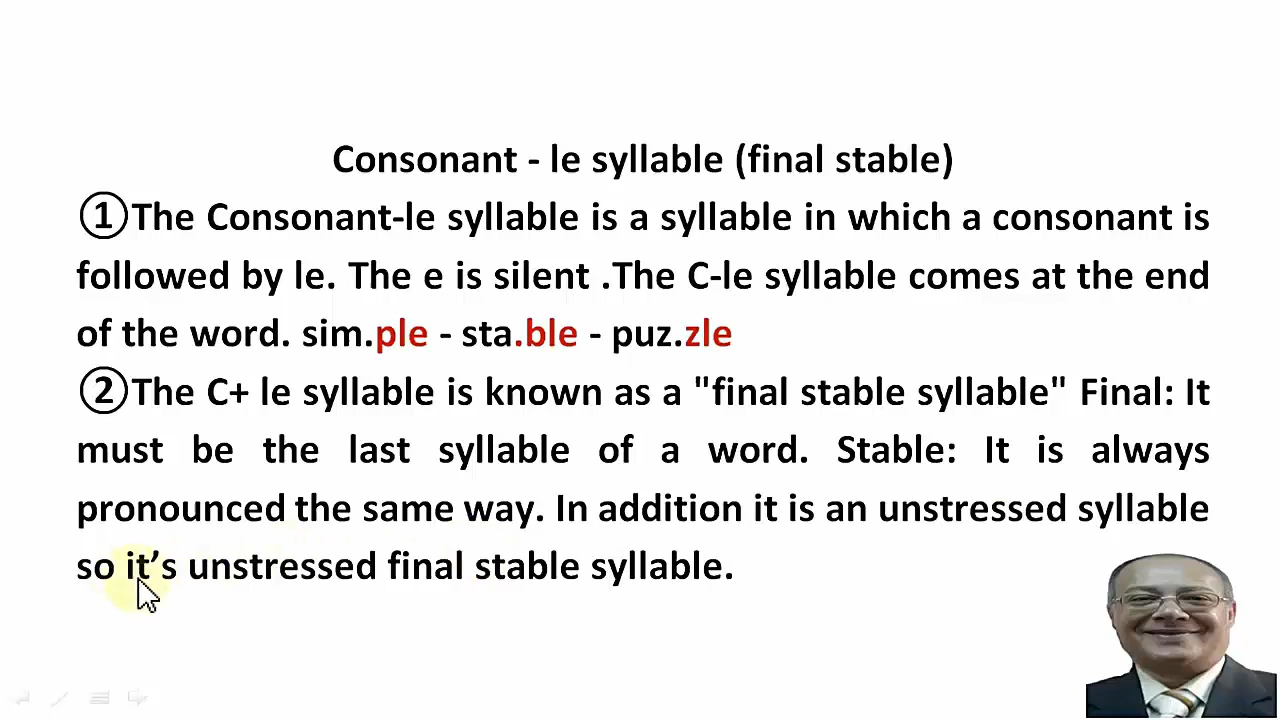 Consonant - le syllable (final stable)
①The Consonant-le syllable is a syllable in which a consonant is
followed by le. The e is silent .The C-le syllable comes at the end
of the word. sim.ple - sta.ble - puz.zle
②The C+ le syllable is known as a "final stable syllable" Final: It
must be the last syllable of a word. Stable: It is always
pronounced the same way. In addition it is an unstressed syllable
so it’s unstressed final stable syllable.